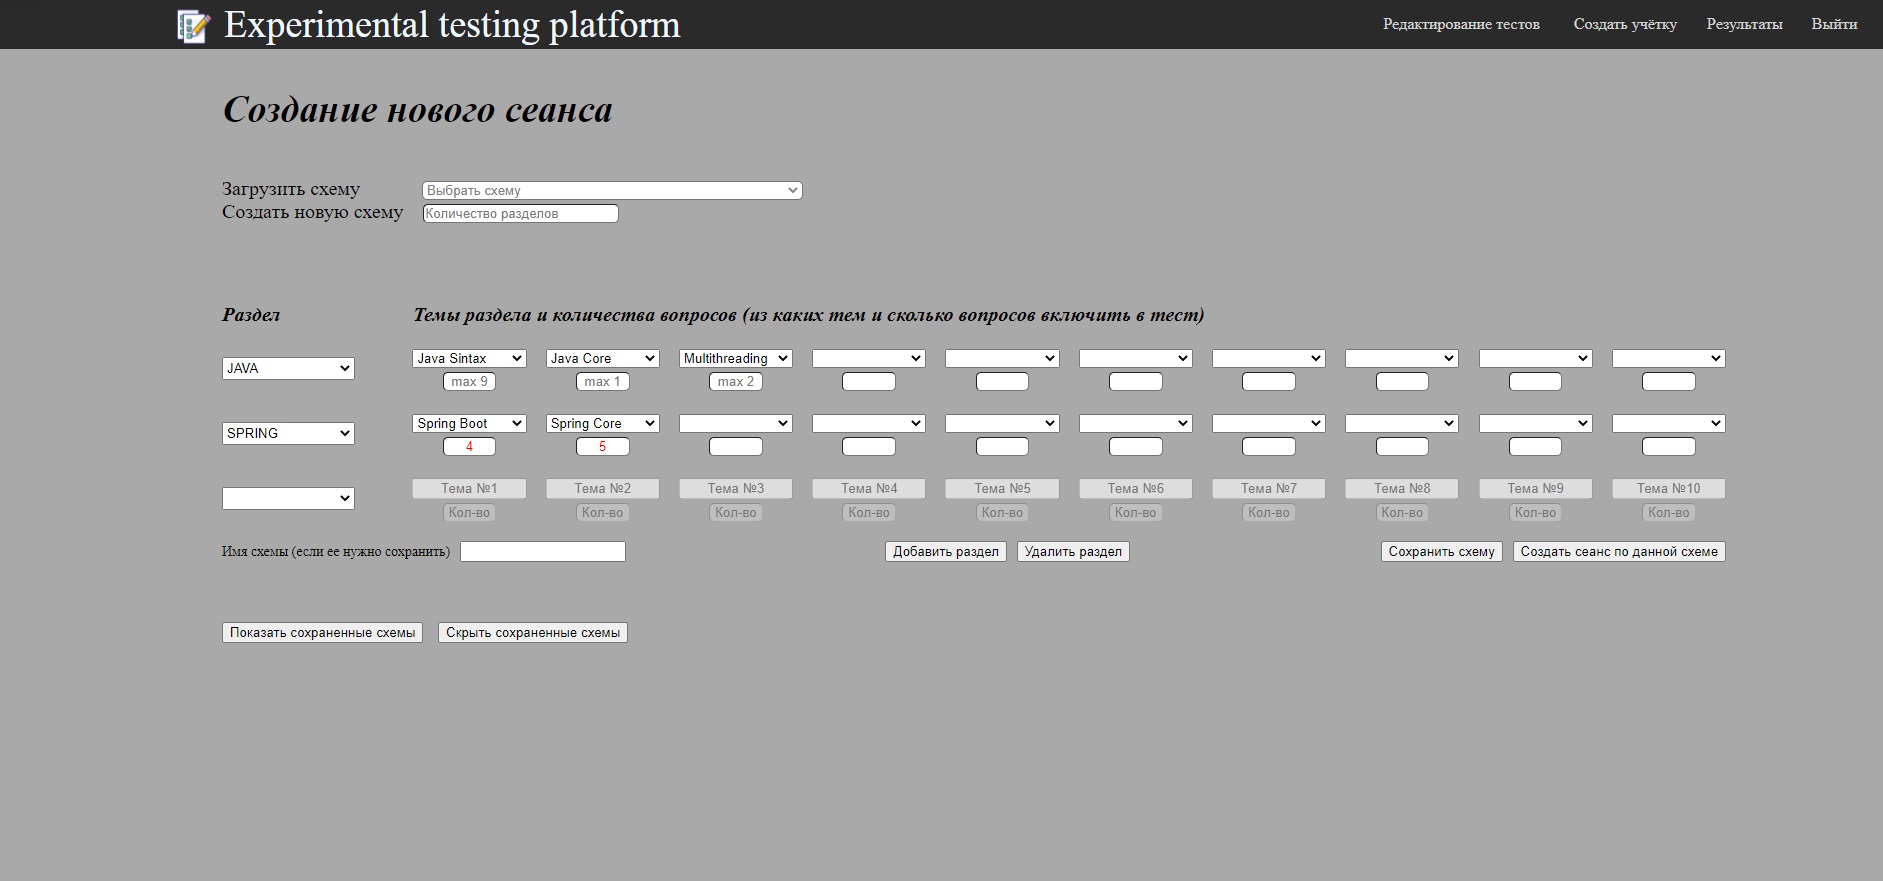 Experimental testing platform
Редактирование тестов Создать учётку Результаты Выйти
Создание нового сеанса
Загрузить схему Выбрать схему
Создать новую схему Количество разделов
Раздел Темы раздела и количества вопросов (из каких тем и сколько вопросов включить в тест)
JAVA Java Sintax Java Core Multithreading
max 9 max 1 max 2
SPRING Spring Boot Spring Core
4 5
Тема №1 Тема №2 Тема №3 Тема №4 Тема №5 Тема №6 Тема №7 Тема №8 Тема №9 Тема №10
Кол-во Кол-во Кол-во Кол-во Кол-во Кол-во Кол-во Кол-во Кол-во Кол-во
Имя схемы (если ее нужно сохранить) Добавить раздел Удалить раздел Сохранить схему Создать сеанс по данной схеме
Показать сохраненные схемы Скрыть сохраненные схемы